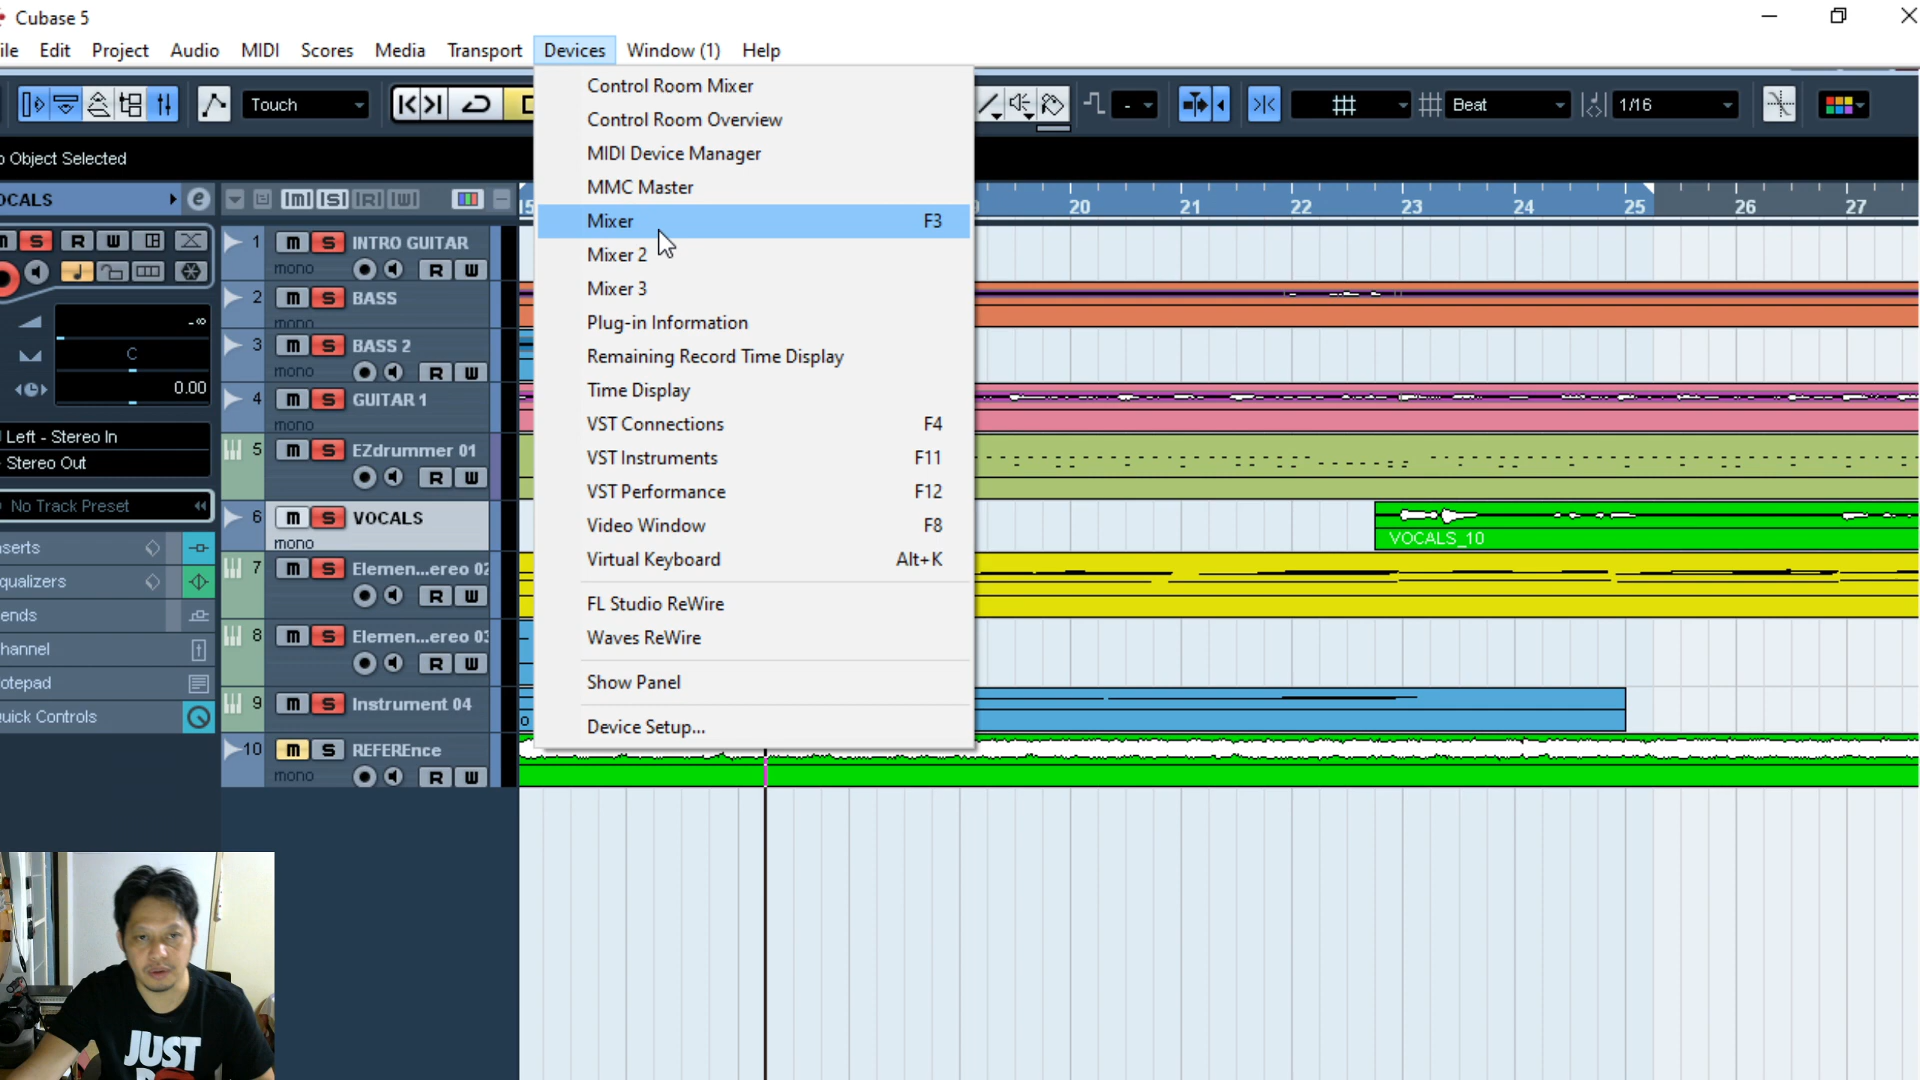 Cubase 5
ile Edit Project Audio MIDI Scores Media Transport Devices Window (1) Help
Touch - Beat 1/16
o Object Selected
Control Room Mixer
Control Room Overview
MIDI Device Manager
MMC Master
Mixer F3
Mixer 2
Mixer 3
Plug-in Information
Remaining Record Time Display
Time Display
VST Connections F4
VST Instruments F11
VST Performance F12
Video Window F8
Virtual Keyboard Alt+K
FL Studio ReWire
Waves ReWire
Show Panel
Device Setup...
OCALS e
m S R W
-∞
C
0.00
Left - Stereo In
Stereo Out
No Track Preset
serts
qualizers
ends
hannel
otepad
uick Controls
m S R W
15 20 21 22 23 24 25 26 27
1 m S INTRO GUITAR
mono R W
2 m S BASS
mono
3 m S BASS 2
mono R W
4 m S GUITAR 1
mono
5 m S EZdrummer 01
R W
6 m S VOCALS
mono
VOCALS_10
7 m S Elemen...ereo 02
R W
8 m S Elemen...ereo 03
R W
9 m S Instrument 04
10 m S REFEREnce
mono R W
JUST